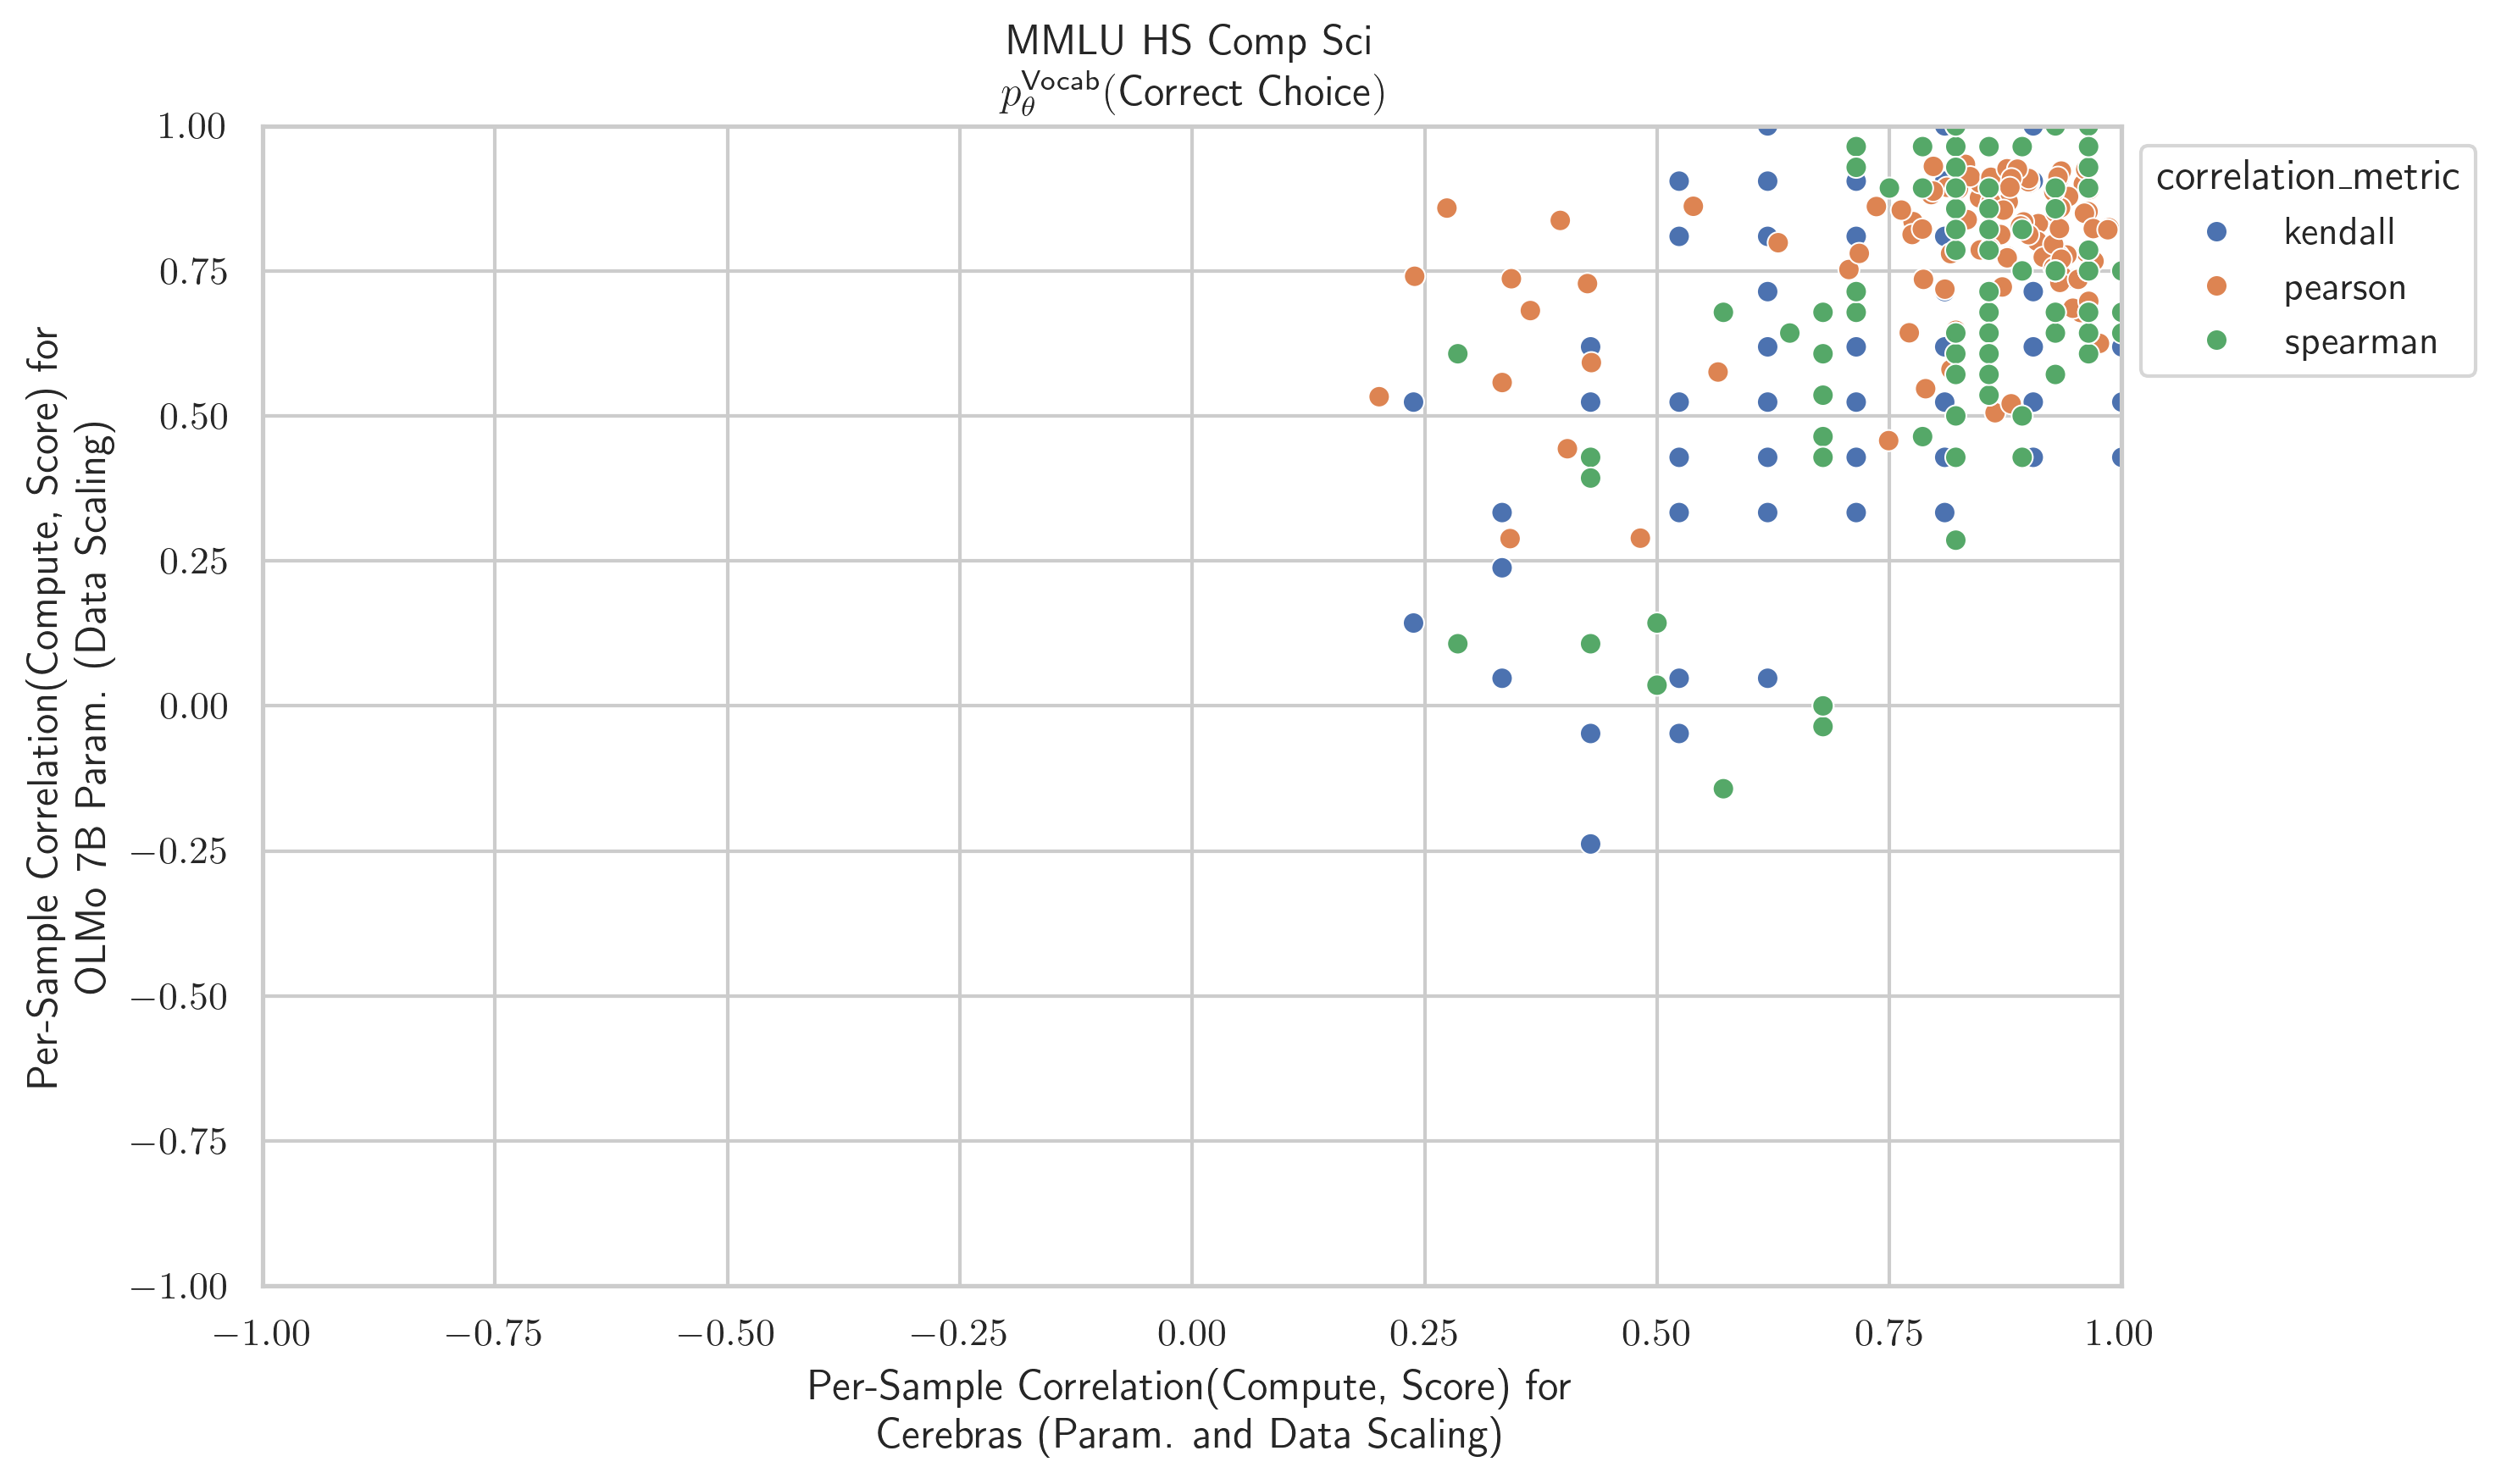 MMLU HS Comp Sci
p_θ^Vocab(Correct Choice)
1.00
0.75
0.50
0.25
0.00
−0.25
−0.50
−0.75
−1.00
Per-Sample Correlation(Compute, Score) for
OLMo 7B Param. (Data Scaling)
correlation_metric
kendall
pearson
spearman
−1.00 −0.75 −0.50 −0.25 0.00 0.25 0.50 0.75 1.00
Per-Sample Correlation(Compute, Score) for
Cerebras (Param. and Data Scaling)